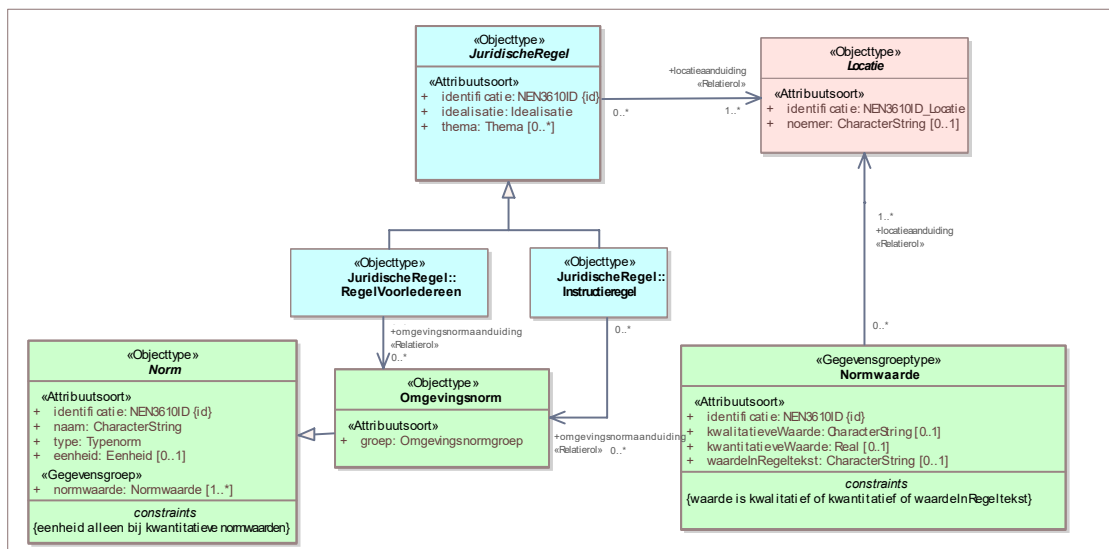 «Objecttype»
JuridischeRegel
«Attribuutsoort»
+ identificatie: NEN3610ID {id}
+ idealisatie: Idealisatie
+ thema: Thema [0..*]
+locatieaanduiding
«Relatierol»
0..*
1..*
«Objecttype»
Locatie
«Attribuutsoort»
+ identificatie: NEN3610ID_Locatie
+ noemer: CharacterString [0..1]
1..*
+locatieaanduiding
«Relatierol»
0..*
«Objecttype»
JuridischeRegel::
RegelVoorIedereen
«Objecttype»
JuridischeRegel::
Instructieregel
+omgevingsnormaanduiding
«Relatierol»
0..*
0..*
«Objecttype»
Norm
«Attribuutsoort»
+ identificatie: NEN3610ID {id}
+ naam: CharacterString
+ type: Typenorm
+ eenheid: Eenheid [0..1]
«Gegevensgroep»
+ normwaarde: Normwaarde [1..*]
constraints
{eenheid alleen bij kwantitatieve normwaarden}
«Objecttype»
Omgevingsnorm
«Attribuutsoort»
+ groep: Omgevingsnormgroep
+omgevingsnormaanduiding
«Relatierol»
0..*
«Gegevensgroeptype»
Normwaarde
«Attribuutsoort»
+ identificatie: NEN3610ID {id}
+ kwalitatieveWaarde: CharacterString [0..1]
+ kwantitatieveWaarde: Real [0..1]
+ waardeInRegeltekst: CharacterString [0..1]
constraints
{waarde is kwalitatief of kwantitatief of waardeInRegeltekst}